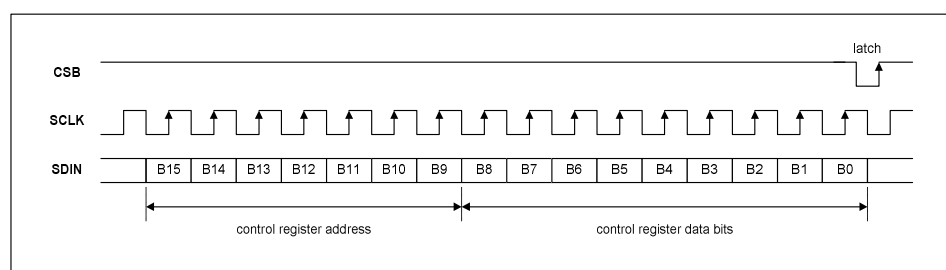 latch
CSB
SCLK
SDIN B15 B14 B13 B12 B11 B10 B9 B8 B7 B6 B5 B4 B3 B2 B1 B0
control register address control register data bits